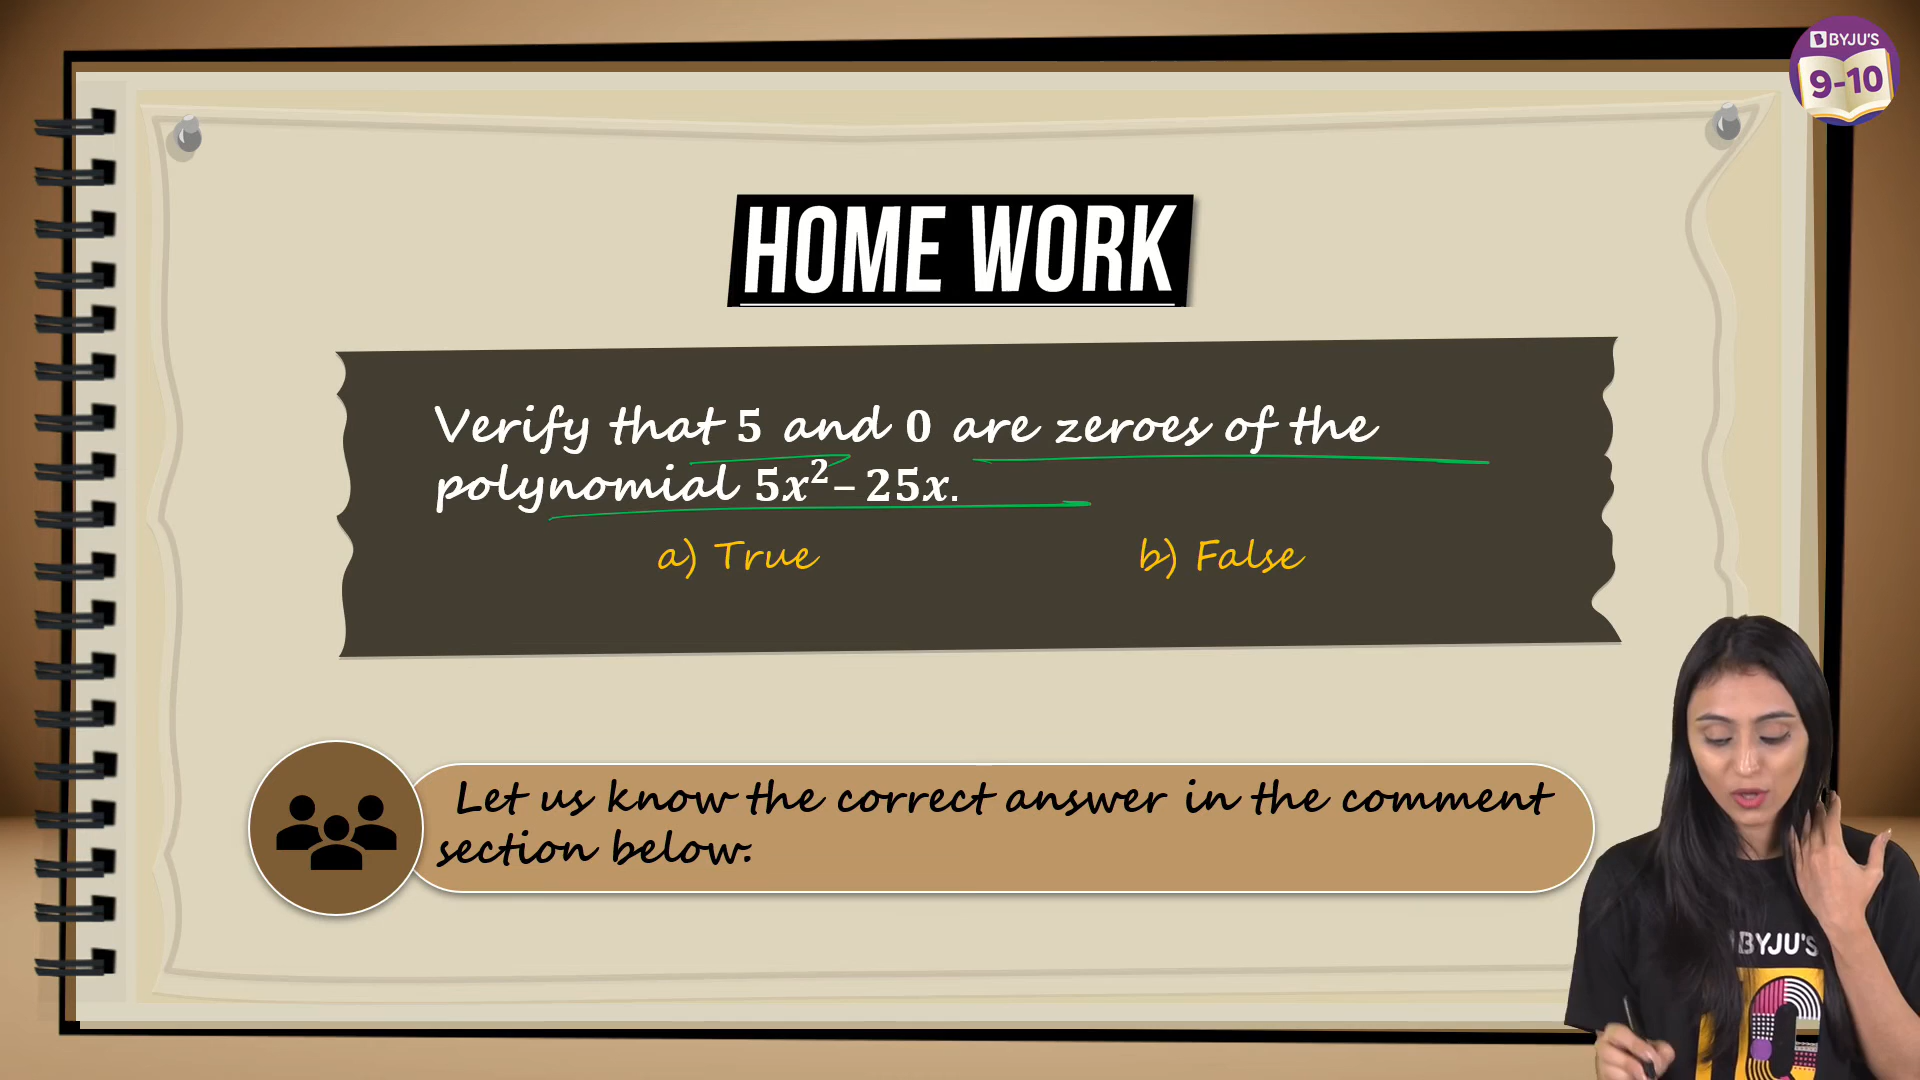 BYJU'S
9-10
HOME WORK
Verify that 5 and 0 are zeroes of the
polynomial 5x² – 25x.
a) True
b) False
Let us know the correct answer in the comment
section below.
BYJU'S